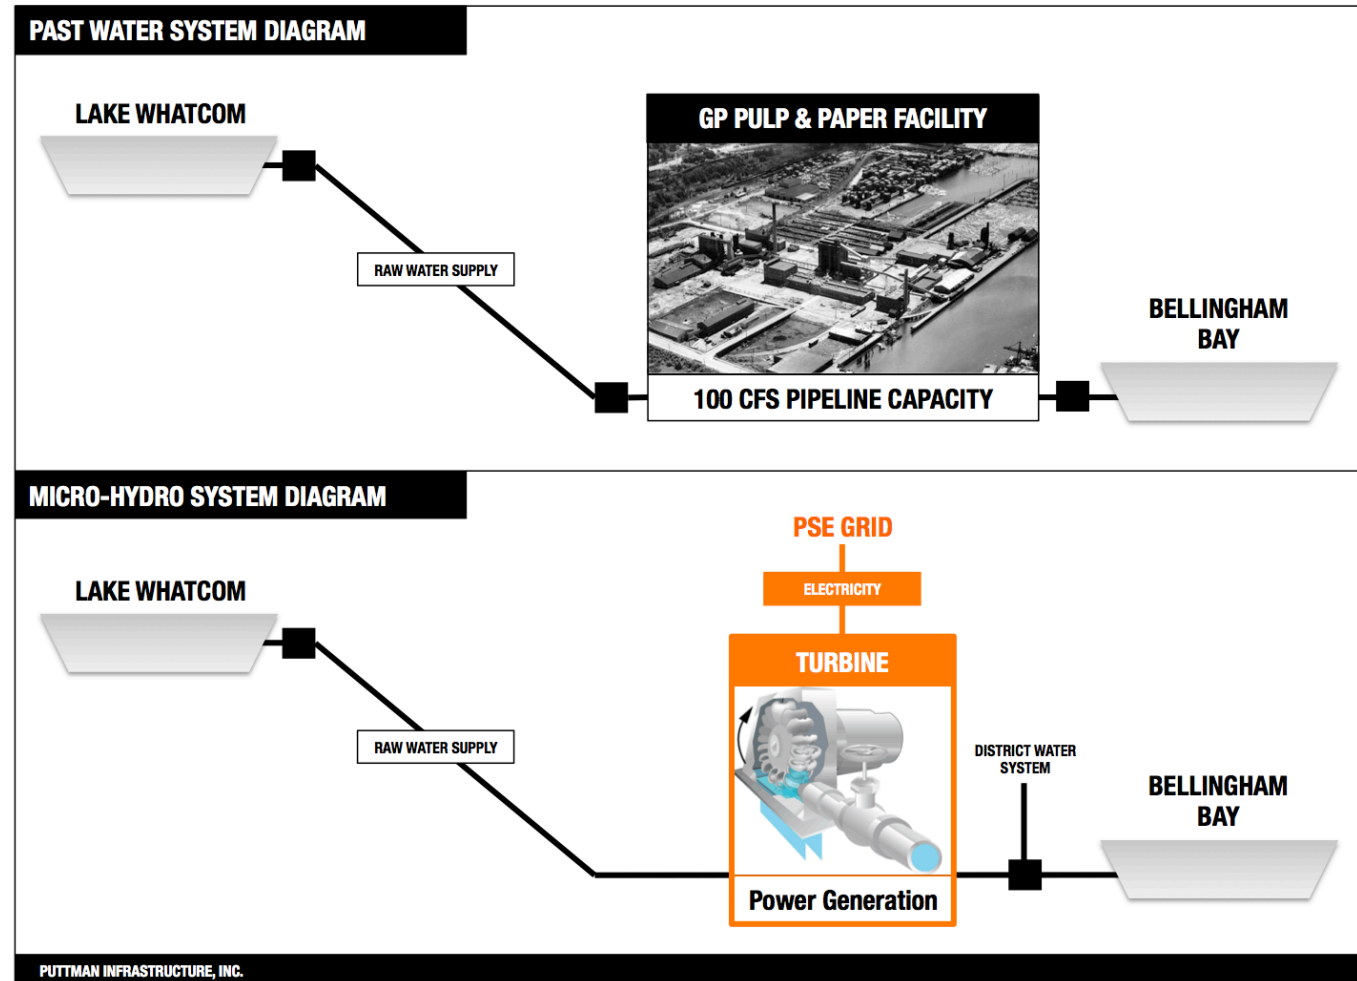 PAST WATER SYSTEM DIAGRAM
LAKE WHATCOM
GP PULP & PAPER FACILITY
RAW WATER SUPPLY
BELLINGHAM
BAY
100 CFS PIPELINE CAPACITY
MICRO-HYDRO SYSTEM DIAGRAM
PSE GRID
ELECTRICITY
LAKE WHATCOM
TURBINE
RAW WATER SUPPLY
DISTRICT WATER
SYSTEM
BELLINGHAM
BAY
Power Generation
PUTTMAN INFRASTRUCTURE, INC.